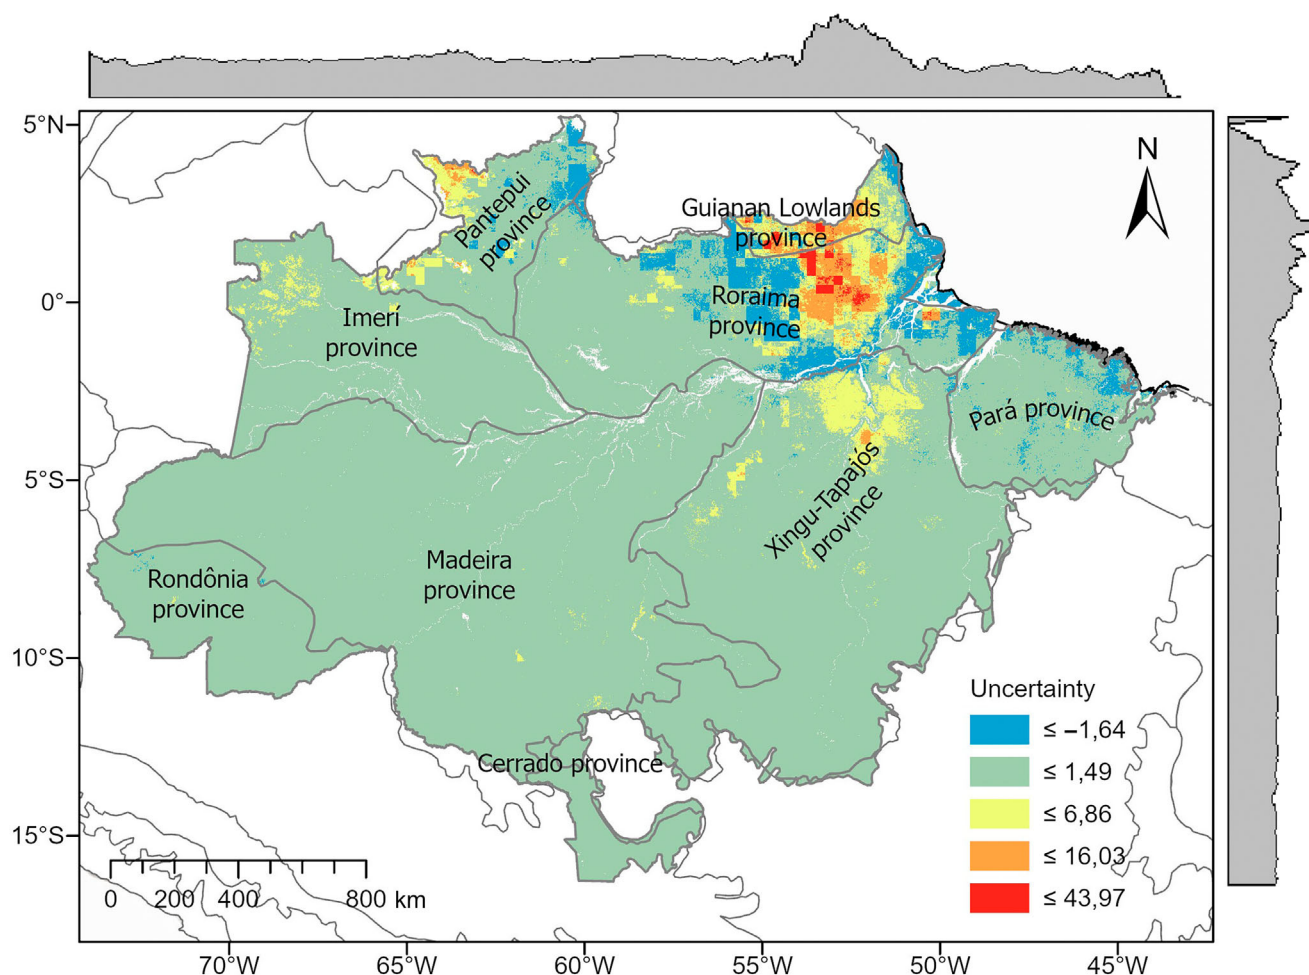 5°N
0°
5°S
10°S
15°S
N
Pantepui
province
Guianan Lowlands
province
Roraima
province
Imerí
province
Pará province
Xingu-Tapajós
province
Madeira
province
Rondônia
province
Cerrado province
Uncertainty
≤ −1,64
≤ 1,49
≤ 6,86
≤ 16,03
≤ 43,97
0 200 400 800 km
70°W 65°W 60°W 55°W 50°W 45°W